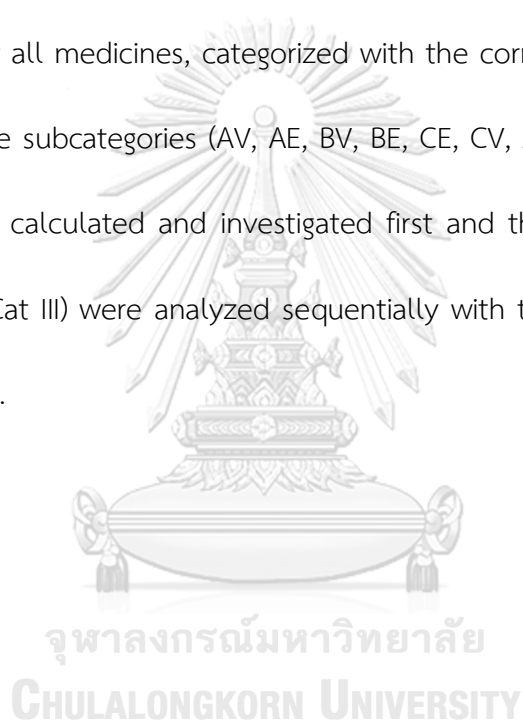 all medicines, categorized with the
subcategories (AV, AE, BV, BE, CE, CV,
calculated and investigated first and
Cat III) were analyzed sequentially with
.
จุฬาลงกรณ์มหาวิทยาลัย
CHULALONGKORN UNIVERSITY